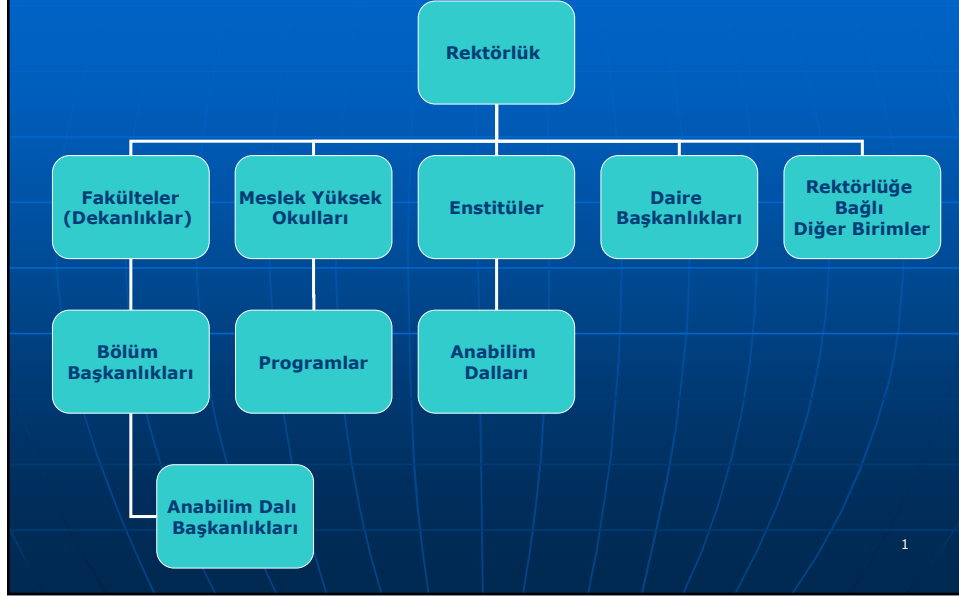 Rektörlük
Fakülteler
(Dekanlıklar)
Meslek Yüksek
Okulları
Enstitüler
Daire
Başkanlıkları
Rektörlüğe
Bağlı
Diğer Birimler
Bölüm
Başkanlıkları
Programlar
Anabilim
Dalları
Anabilim Dalı
Başkanlıkları
1